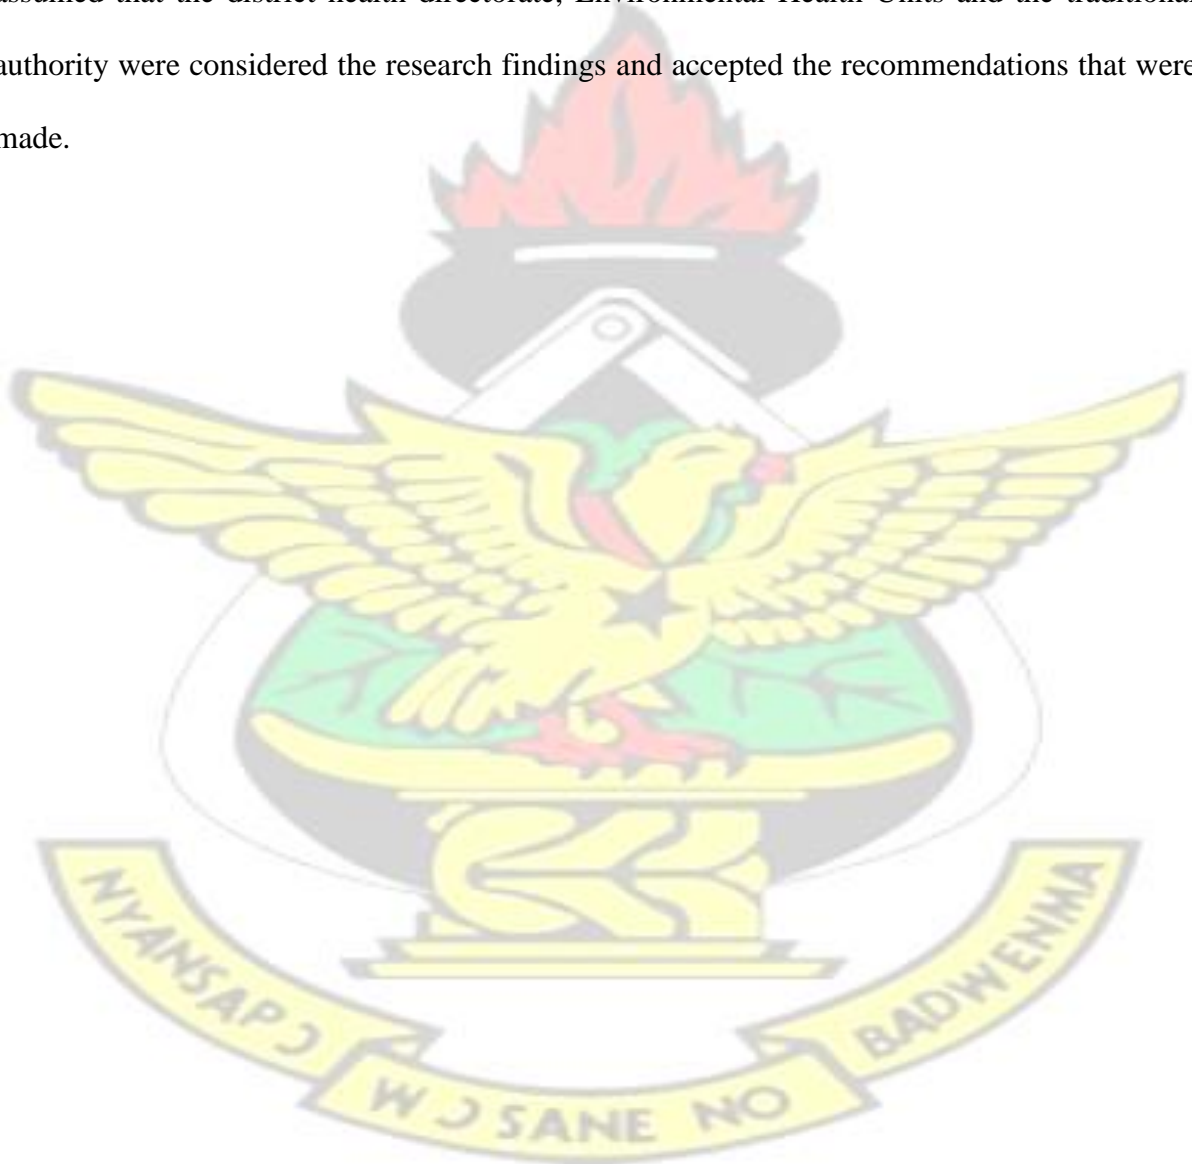 assumed that the district health directorate, Environmental Health Units and the traditional
authority were considered the research findings and accepted the recommendations that were
made.
NYANSAPƆ
WƆSANE NO
BADWENMA